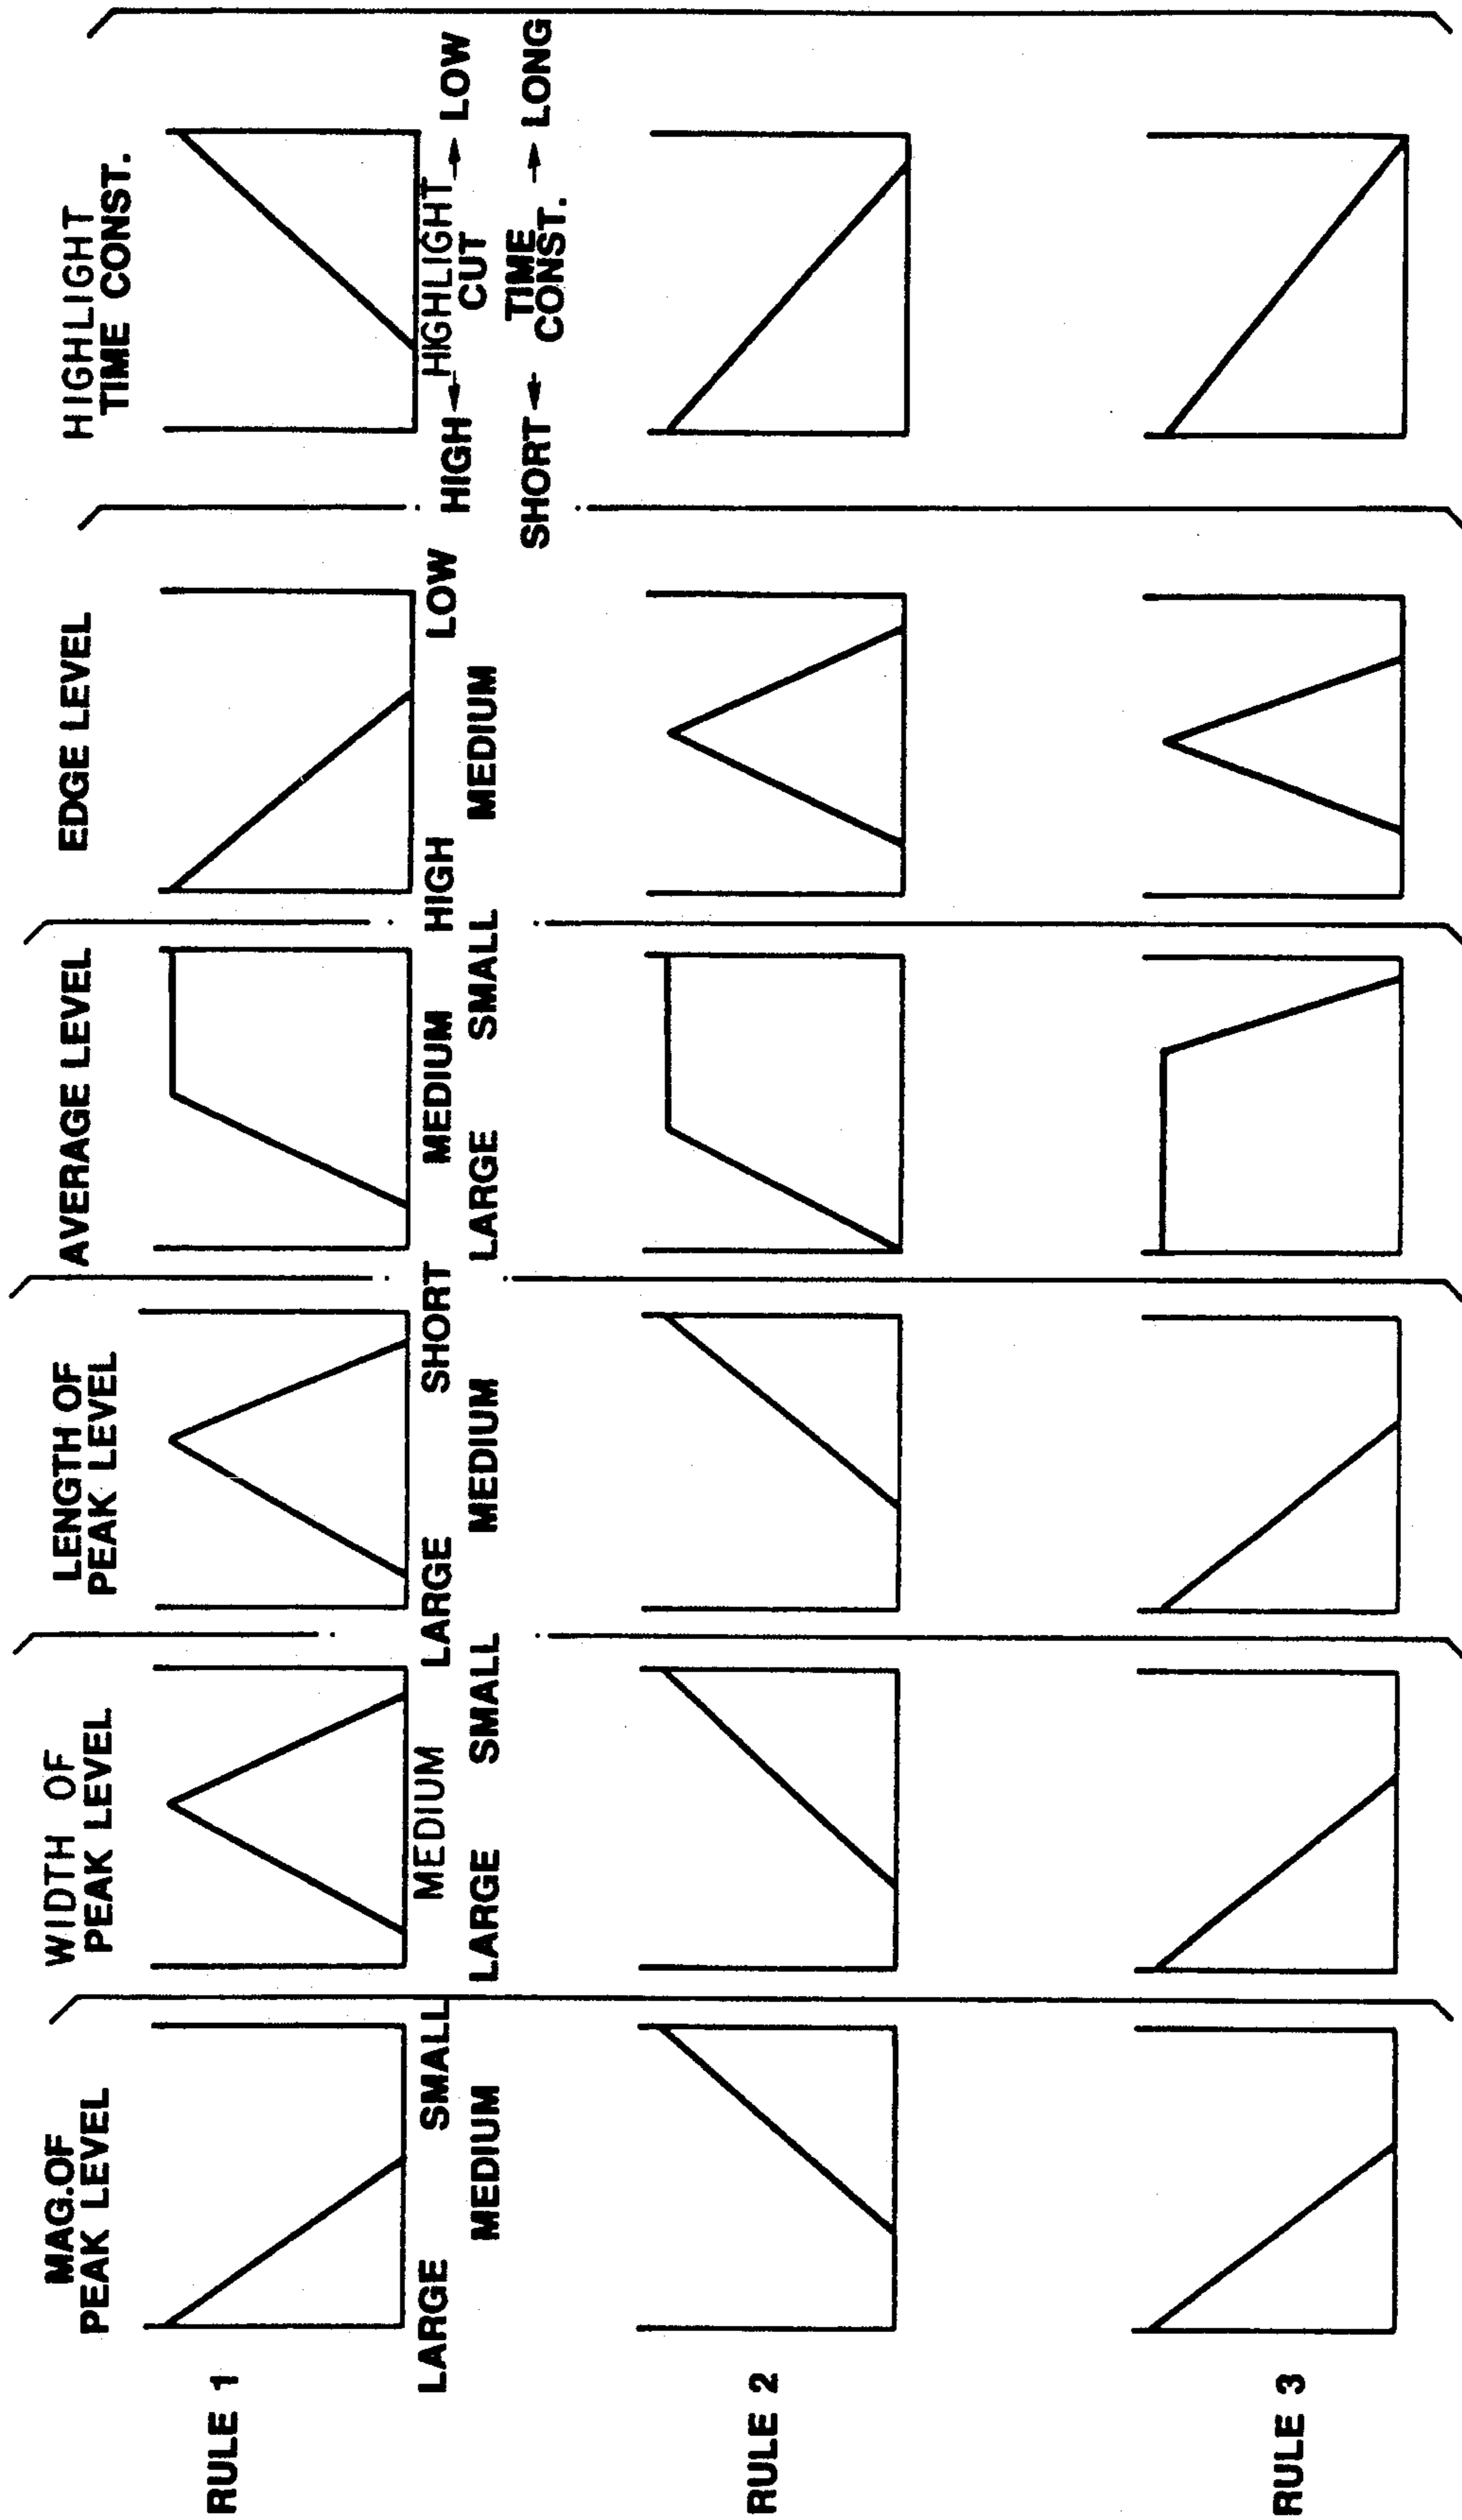 MAG.OF
PEAK LEVEL
WIDTH OF
PEAK LEVEL
LENGTH OF
PEAK LEVEL
AVERAGE LEVEL
EDGE LEVEL
HIGHLIGHT
TIME CONST.
RULE 1
LARGE SMALL
MEDIUM
MEDIUM
LARGE SMALL
LARGE SHORT
MEDIUM
MEDIUM
LARGE SMALL
HIGH LOW
MEDIUM
HIGH ← HIGHLIGHT → LOW
CUT
SHORT ← TIME → LONG
CONST.
RULE 2
RULE 3